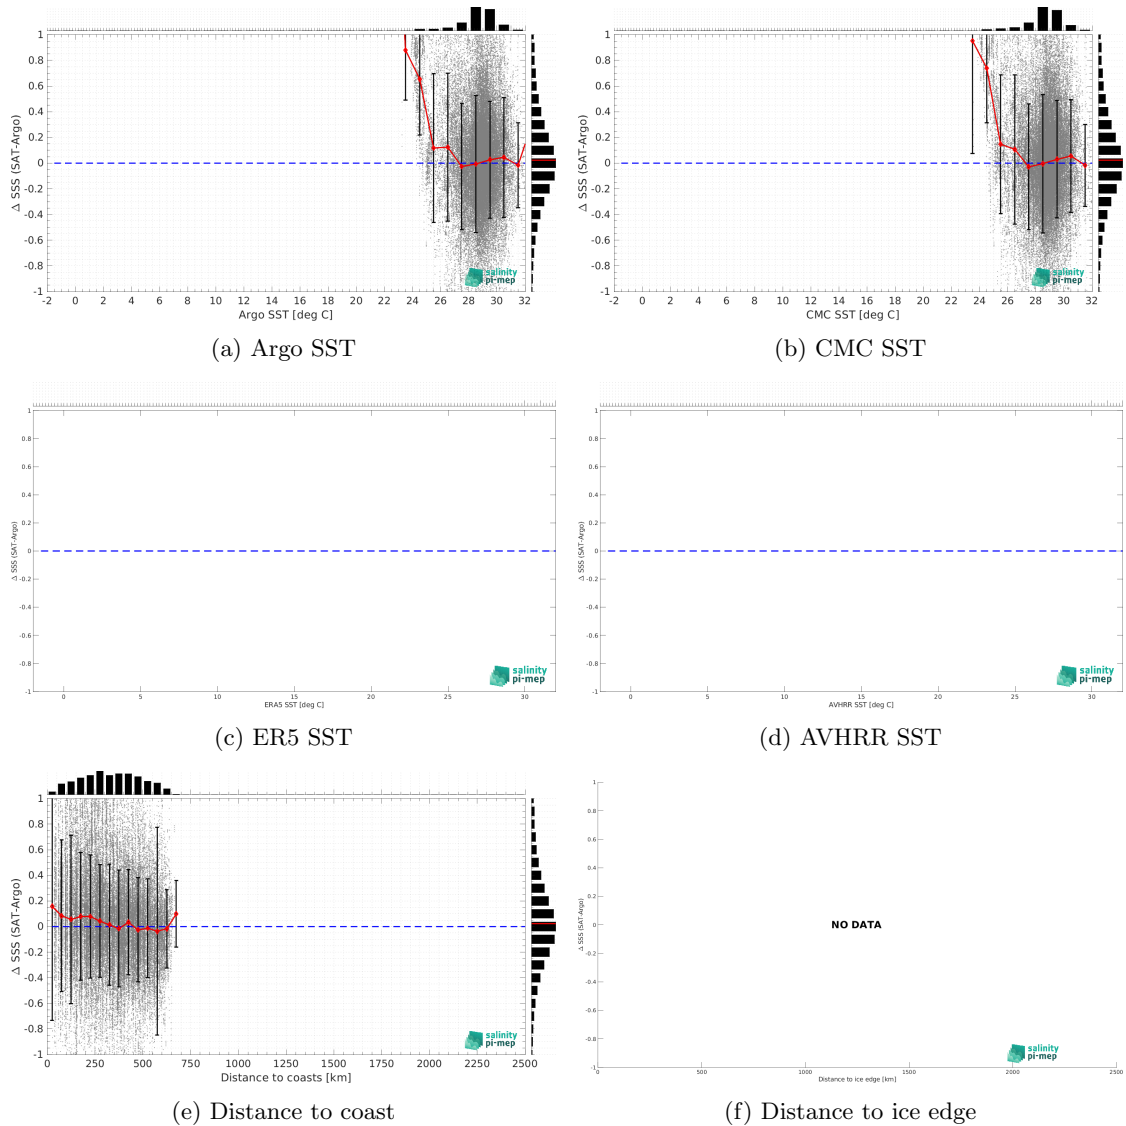 1
0.8
0.6
0.4
0.2
0
-0.2
-0.4
-0.6
-0.8
-1
Δ SSS (SAT-Argo)
-2 0 2 4 6 8 10 12 14 16 18 20 22 24 26 28 30 32
Argo SST [deg C]
salinity
pi-mep
(a) Argo SST
1
0.8
0.6
0.4
0.2
0
-0.2
-0.4
-0.6
-0.8
-1
Δ SSS (SAT-Argo)
-2 0 2 4 6 8 10 12 14 16 18 20 22 24 26 28 30 32
CMC SST [deg C]
salinity
pi-mep
(b) CMC SST
1
0.8
0.6
0.4
0.2
0
-0.2
-0.4
-0.6
-0.8
-1
Δ SSS (SAT-Argo)
0 5 10 15 20 25 30
ERA5 SST [deg C]
salinity
pi-mep
(c) ER5 SST
1
0.8
0.6
0.4
0.2
0
-0.2
-0.4
-0.6
-0.8
-1
Δ SSS (SAT-Argo)
0 5 10 15 20 25 30
AVHRR SST [deg C]
salinity
pi-mep
(d) AVHRR SST
1
0.8
0.6
0.4
0.2
0
-0.2
-0.4
-0.6
-0.8
-1
Δ SSS (SAT-Argo)
0 250 500 750 1000 1250 1500 1750 2000 2250 2500
Distance to coasts [km]
salinity
pi-mep
(e) Distance to coast
1
0.8
0.6
0.4
0.2
0
-0.2
-0.4
-0.6
-0.8
-1
Δ SSS (SAT-Argo)
NO DATA
0 500 1000 1500 2000 2500
Distance to ice edge [km]
salinity
pi-mep
(f) Distance to ice edge